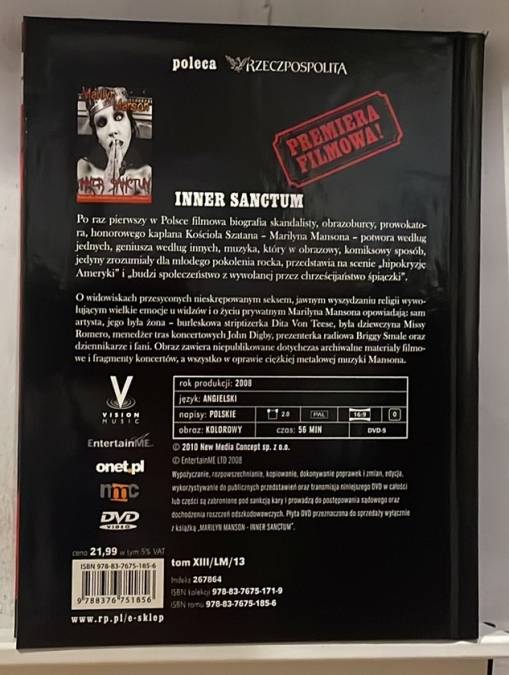 poleca RZECZPOSPOLITA
Marilyn Manson
INNER SANCTUM
PREMIERA
FILMOWA!
INNER SANCTUM
Po raz pierwszy w Polsce filmowa biografia skandalisty, obrazoburcy, prowokato-
ra, honorowego kapłana Kościoła Szatana – Marilyna Mansona – potwora według
jednych, geniusza według innych, muzyka, który w obrazowy, komiksowy sposób,
jedyny zrozumiały dla młodego pokolenia rocka, przedstawia na scenie „hipokryzję
Ameryki" i „budzi społeczeństwo z wywołanej przez chrześcijaństwo śpiączki".
O widowiskach przesyconych nieskrępowanym seksem, jawnym wyszydzaniu religii wywo-
łującym wielkie emocje u widzów i o życiu prywatnym Marilyna Mansona opowiadają: sam
artysta, jego była żona – burleskowa striptizerka Dita Von Teese, była dziewczyna Missy
Romero, menedżer tras koncertowych John Digby, prezenterka radiowa Briggy Smale oraz
dziennikarze i fani. Obraz zawiera niepublikowane dotychczas archiwalne materiały filmo-
we i fragmenty koncertów, a wszystko w oprawie ciężkiej metalowej muzyki Mansona.
VISION
MUSIC
EntertainME.
onet.pl
nmc
DVD
VIDEO
rok produkcji: 2008
język: ANGIELSKI
napisy: POLSKIE 2.0 PAL 16:9 0
obraz: KOLOROWY czas: 56 MIN DVD-5
© 2010 New Media Concept sp. z o.o.
© EntertainME LTD 2008
Wypożyczanie, rozpowszechnianie, kopiowanie, dokonywanie poprawek i zmian, edycja,
wykorzystywanie do publicznych przedstawień oraz transmisja niniejszego DVD w całości
lub części są zabronione pod sankcją kary i prowadzą do postępowania sądowego oraz
dochodzenia roszczeń odszkodowawczych. Płyta DVD przeznaczona do sprzedaży wyłącznie
z książką „MARILYN MANSON - INNER SANCTUM".
cena 21,99 w tym 5% VAT
ISBN 978-83-7675-185-6
9 788376 751856
www.rp.pl/e-sklep
tom XIII/LM/13
Indeks 267864
ISBN kolekcji 978-83-7675-171-9
ISBN tomu 978-83-7675-185-6